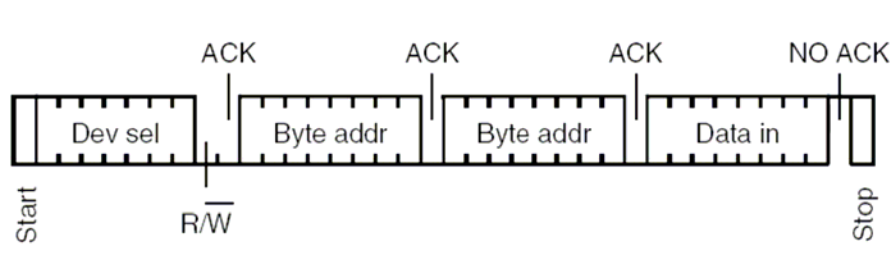 ACK ACK ACK NO ACK
Dev sel Byte addr Byte addr Data in
Start R/W̅ Stop